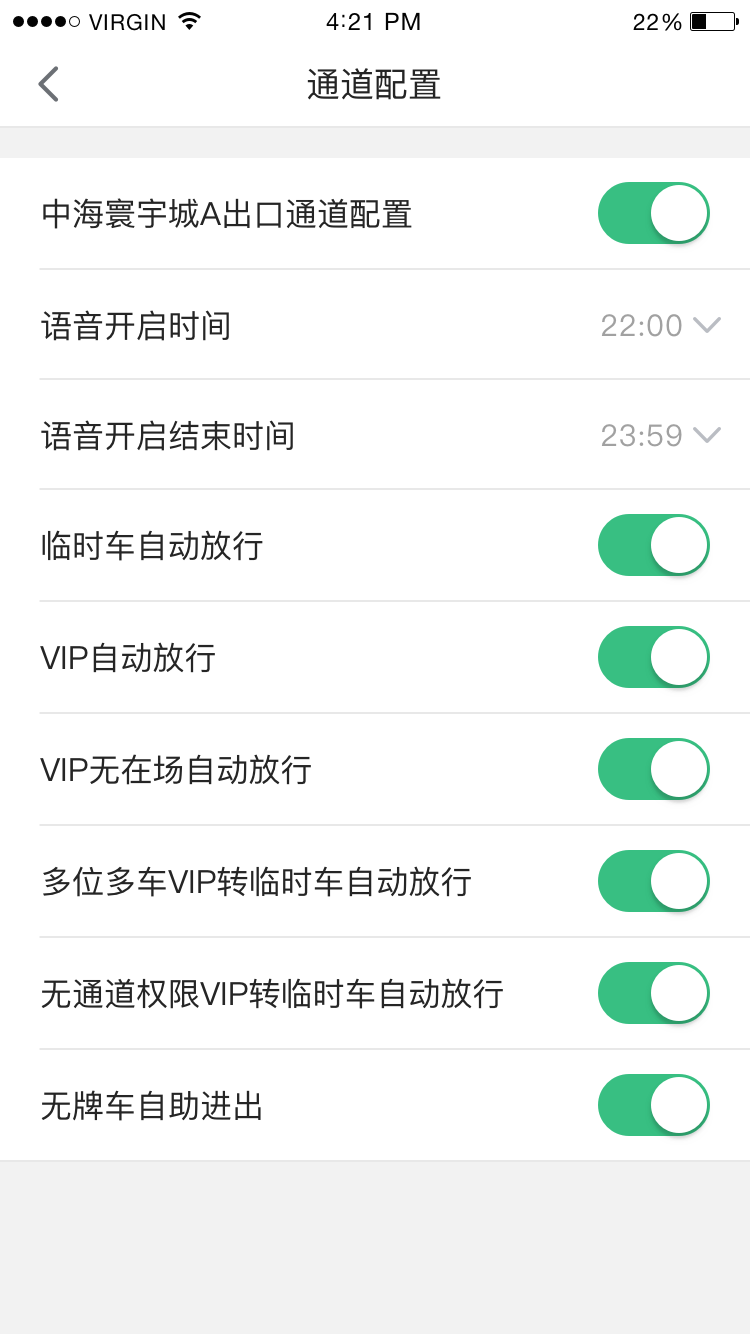 VIRGIN 4:21 PM 22%
通道配置
中海寰宇城A出口通道配置
语音开启时间 22:00
语音开启结束时间 23:59
临时车自动放行
VIP自动放行
VIP无在场自动放行
多位多车VIP转临时车自动放行
无通道权限VIP转临时车自动放行
无牌车自助进出